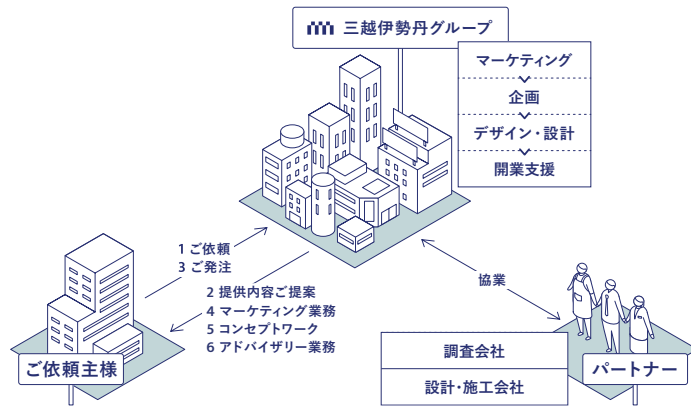 三越伊勢丹グループ
マーケティング
企画
デザイン・設計
開業支援
1 ご依頼
3 ご発注
2 提供内容ご提案
4 マーケティング業務
5 コンセプトワーク
6 アドバイザリー業務
協業
ご依頼主様
調査会社
設計・施工会社
パートナー